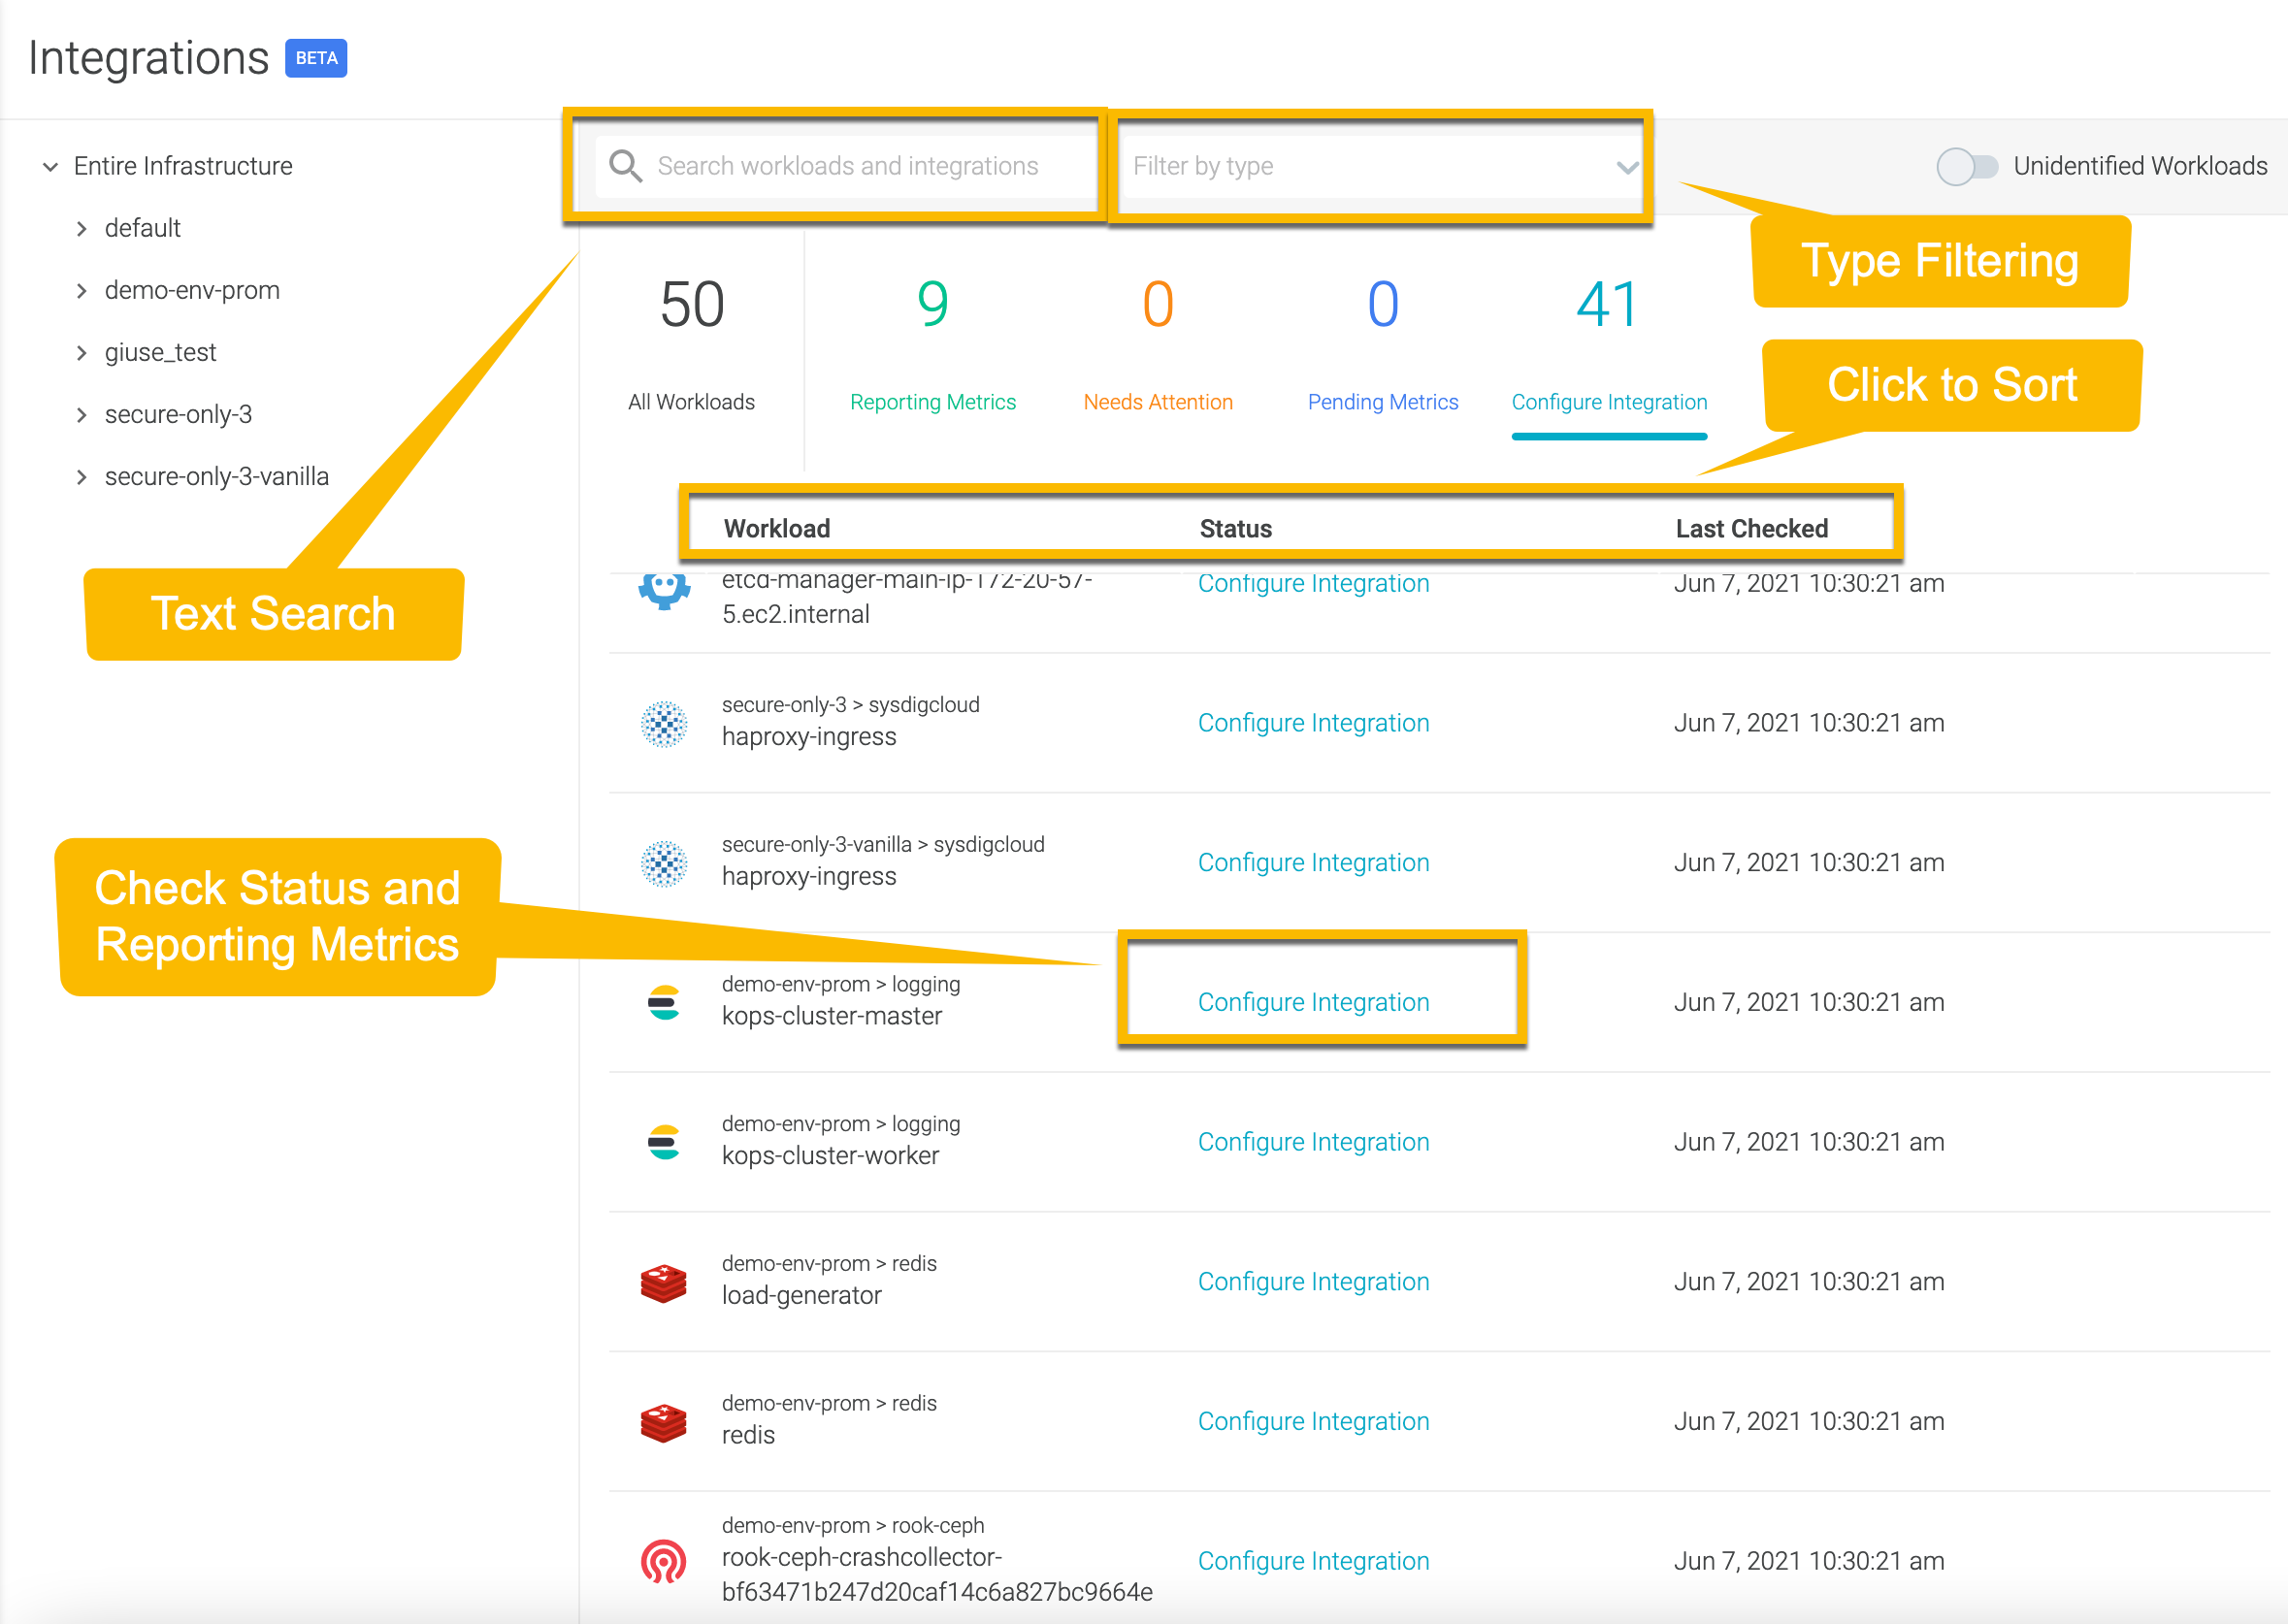 Integrations BETA
Entire Infrastructure
default
demo-env-prom
giuse_test
secure-only-3
secure-only-3-vanilla
Search workloads and integrations
Filter by type
Unidentified Workloads
Type Filtering
50
All Workloads
9
Reporting Metrics
0
Needs Attention
0
Pending Metrics
41
Configure Integration
Click to Sort
Text Search
Check Status and
Reporting Metrics
Workload Status Last Checked
etcd-manager-main-ip-172-20-57-
5.ec2.internal
Configure Integration
Jun 7, 2021 10:30:21 am
secure-only-3 > sysdigcloud
haproxy-ingress
Configure Integration
Jun 7, 2021 10:30:21 am
secure-only-3-vanilla > sysdigcloud
haproxy-ingress
Configure Integration
Jun 7, 2021 10:30:21 am
demo-env-prom > logging
kops-cluster-master
Configure Integration
Jun 7, 2021 10:30:21 am
demo-env-prom > logging
kops-cluster-worker
Configure Integration
Jun 7, 2021 10:30:21 am
demo-env-prom > redis
load-generator
Configure Integration
Jun 7, 2021 10:30:21 am
demo-env-prom > redis
redis
Configure Integration
Jun 7, 2021 10:30:21 am
demo-env-prom > rook-ceph
rook-ceph-crashcollector-
bf63471b247d20caf14c6a827bc9664e
Configure Integration
Jun 7, 2021 10:30:21 am